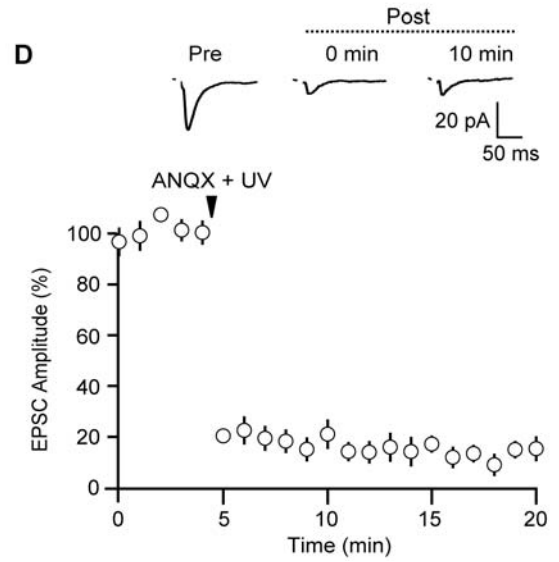 D
Post
Pre
0 min
10 min
20 pA
50 ms
ANQX + UV
100
80
60
40
20
0
EPSC Amplitude (%)
0
5
10
15
20
Time (min)